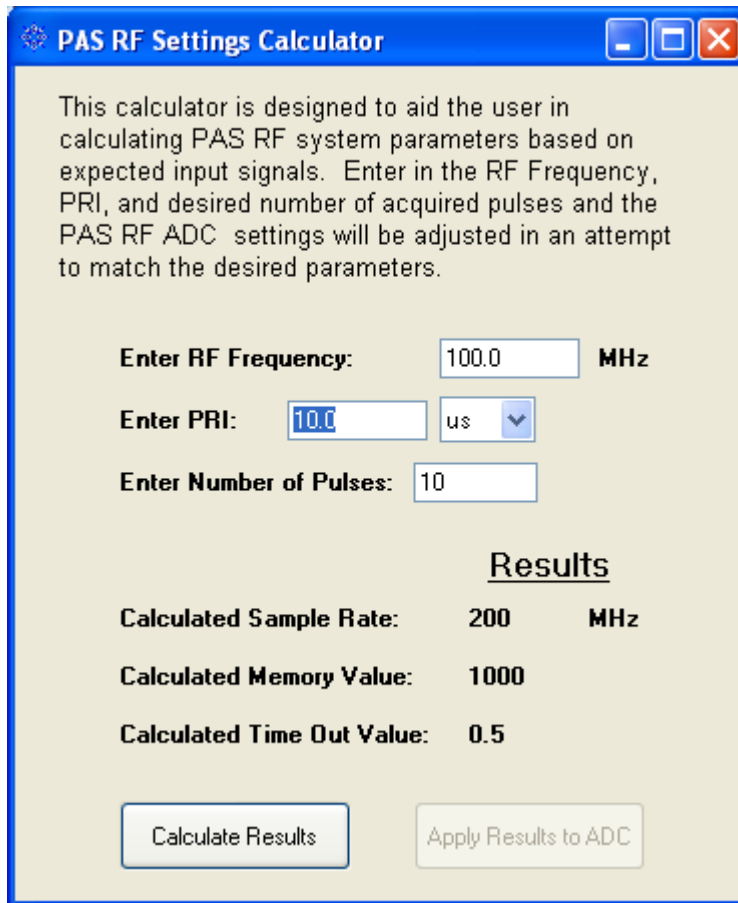 PAS RF Settings Calculator
This calculator is designed to aid the user in
calculating PAS RF system parameters based on
expected input signals. Enter in the RF Frequency,
PRI, and desired number of acquired pulses and the
PAS RF ADC settings will be adjusted in an attempt
to match the desired parameters.
Enter RF Frequency: 100.0 MHz
Enter PRI: 10.0 us
Enter Number of Pulses: 10
Results
Calculated Sample Rate: 200 MHz
Calculated Memory Value: 1000
Calculated Time Out Value: 0.5
Calculate Results Apply Results to ADC